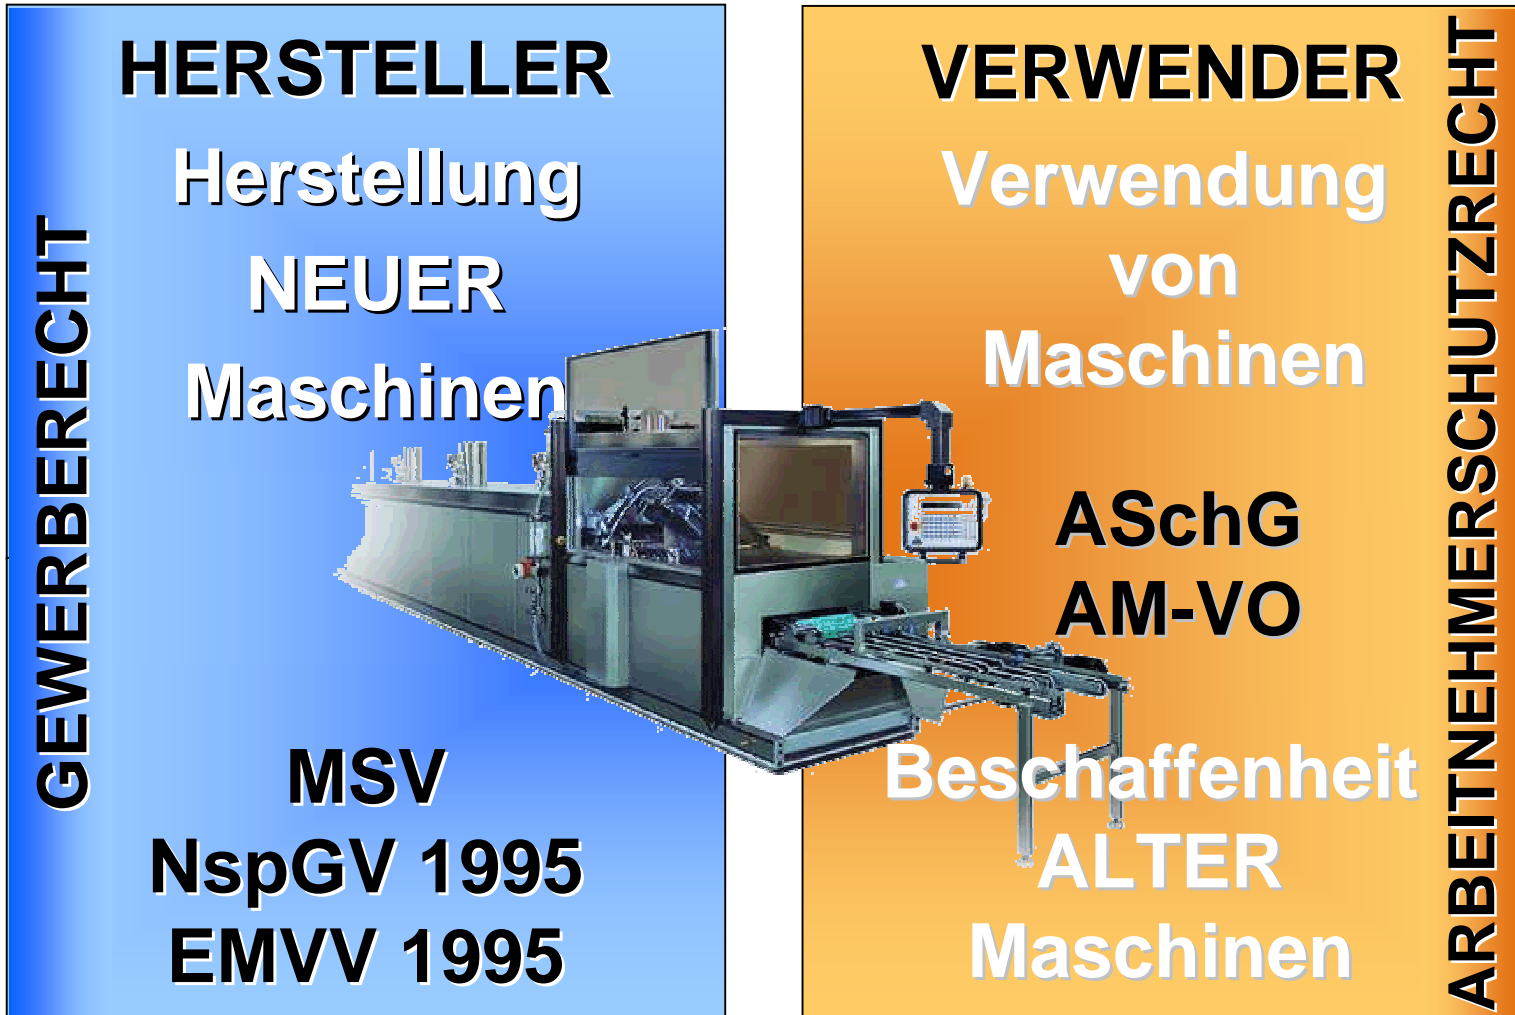 HERSTELLER
Herstellung
NEUER
Maschinen
GEWERBERECHT
MSV
NspGV 1995
EMVV 1995
VERWENDER
Verwendung
von
Maschinen
ASchG
AM-VO
Beschaffenheit
ALTER
Maschinen
ARBEITNEHMERSCHUTZRECHT